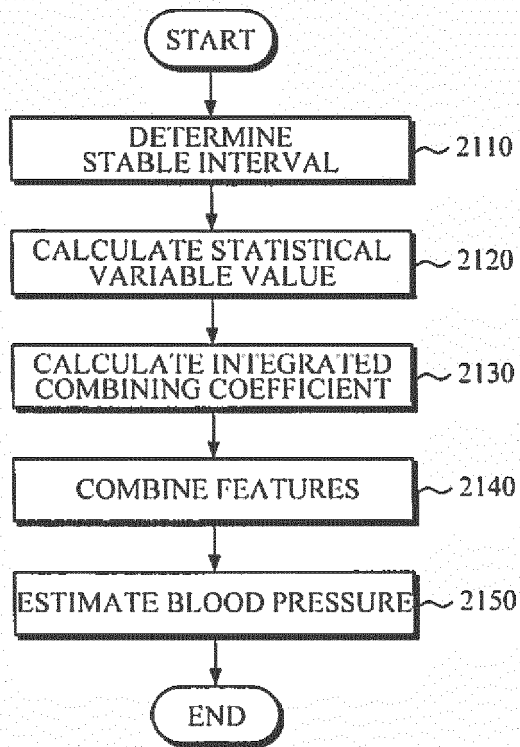 START
DETERMINE
STABLE INTERVAL
2110
CALCULATE STATISTICAL
VARIABLE VALUE
2120
CALCULATE INTEGRATED
COMBINING COEFFICIENT
2130
COMBINE FEATURES
2140
ESTIMATE BLOOD PRESSURE
2150
END